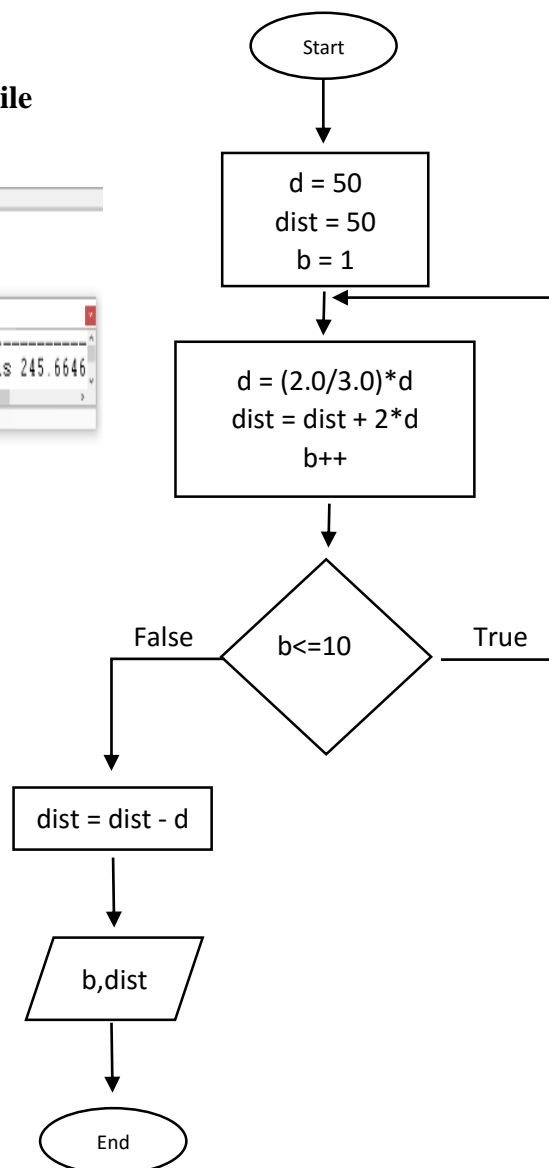 Start
ile
d = 50
dist = 50
b = 1
s 245.6646
d = (2.0/3.0)*d
dist = dist + 2*d
b++
False
b<=10
True
dist = dist - d
b,dist
End